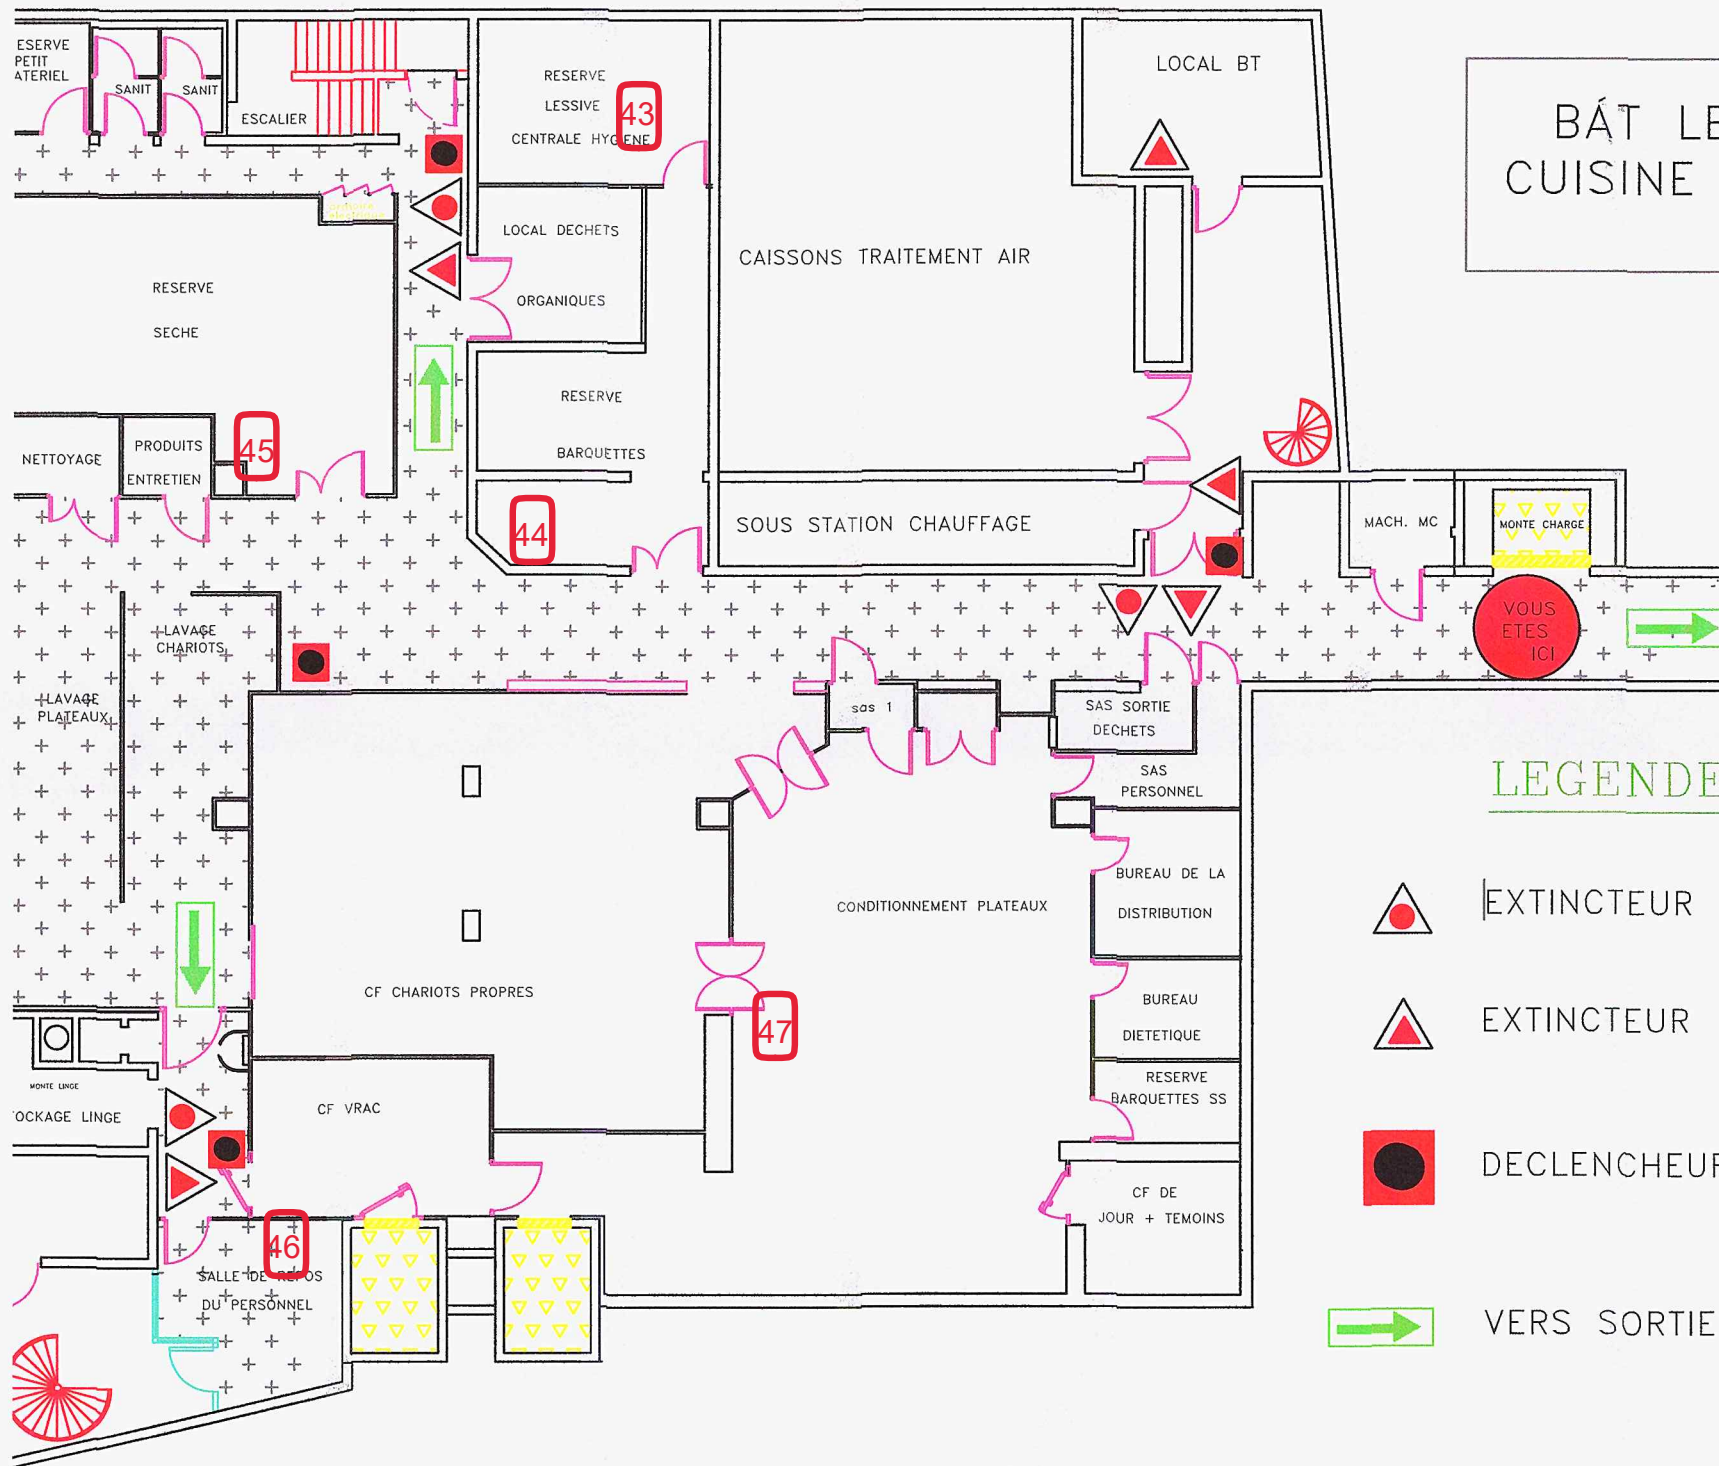 ESERVE
PETIT
ATERIEL
SANIT
SANIT
ESCALIER
RESERVE
LESSIVE
CENTRALE HYGIENE
43
LOCAL BT
BÁT LE
CUISINE
LOCAL DECHETS
ORGANIQUES
CAISSONS TRAITEMENT AIR
RESERVE
SECHE
RESERVE
BARQUETTES
NETTOYAGE
PRODUITS
ENTRETIEN
45
44
SOUS STATION CHAUFFAGE
MACH. MC
MONTE CHARGE
VOUS
ETES
ICI
LAVAGE
CHARIOTS
LAVAGE
PLATEAUX
sas 1
SAS SORTIE
DECHETS
SAS
PERSONNEL
LEGENDE
BUREAU DE LA
DISTRIBUTION
CONDITIONNEMENT PLATEAUX
EXTINCTEUR
CF CHARIOTS PROPRES
47
BUREAU
DIETETIQUE
EXTINCTEUR
MONTE LINGE
OCKAGE LINGE
CF VRAC
RESERVE
BARQUETTES SS
DECLENCHEUR
CF DE
JOUR + TEMOINS
46
SALLE DE REPOS
DU PERSONNEL
VERS SORTIE